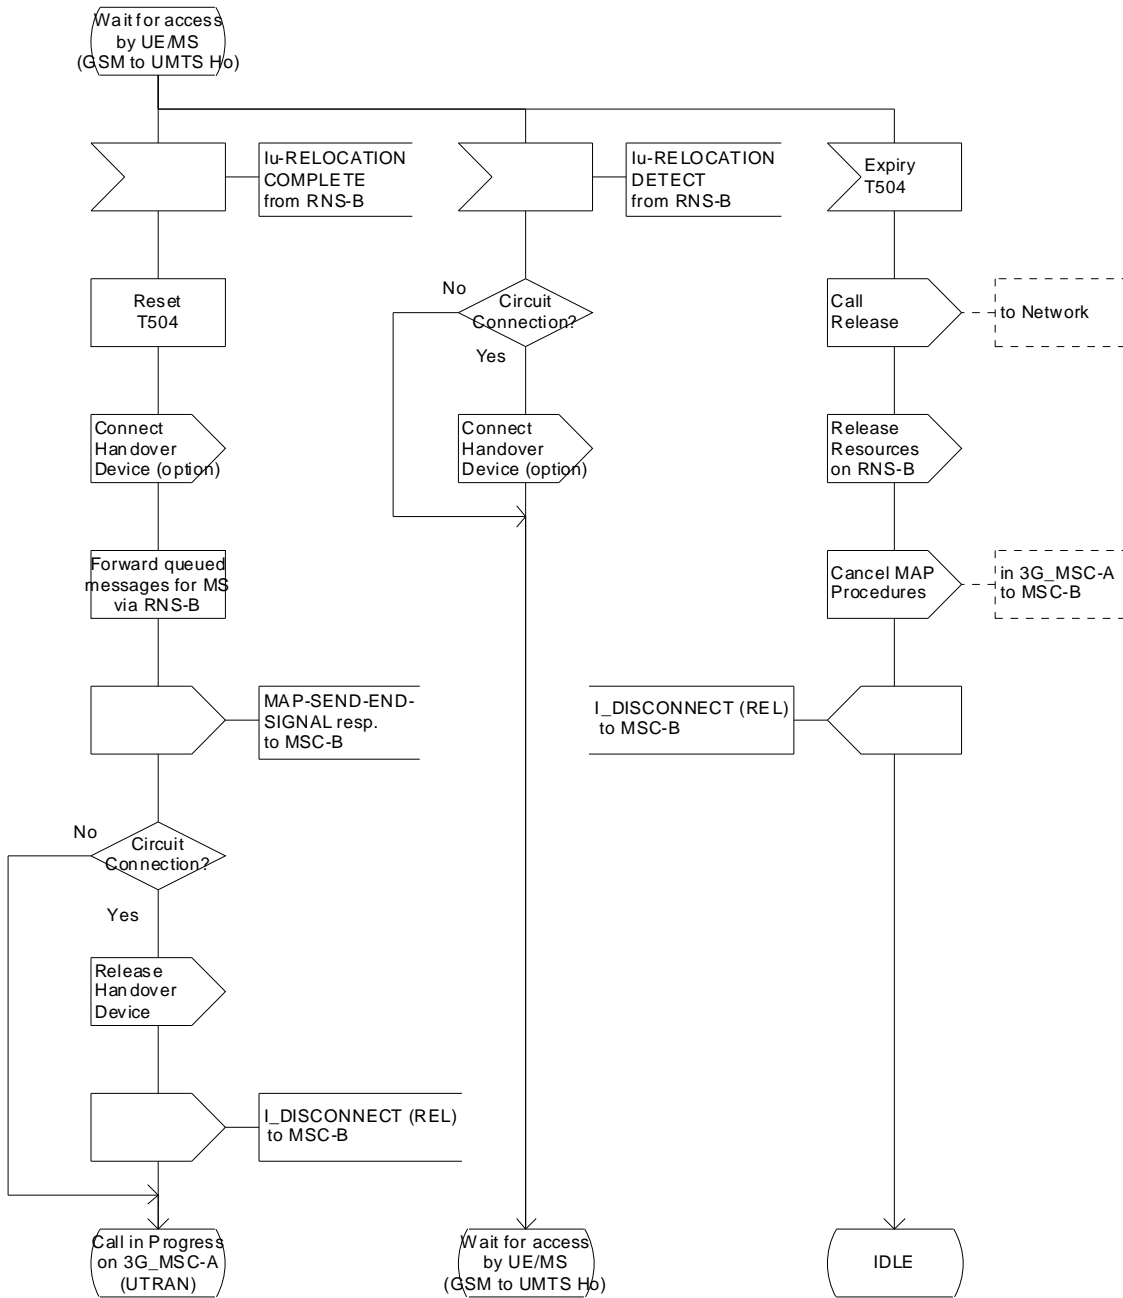 Wait for access
by UE/MS
(GSM to UMTS Ho)
Iu-RELOCATION
COMPLETE
from RNS-B
Iu-RELOCATION
DETECT
from RNS-B
Expiry
T504
Reset
T504
No
Circuit
Connection?
Yes
Call
Release
to Network
Connect
Handover
Device (option)
Connect
Handover
Device (option)
Release
Resources
on RNS-B
Forward queued
messages for MS
via RNS-B
Cancel MAP
Procedures
in 3G_MSC-A
to MSC-B
MAP-SEND-END-
SIGNAL resp.
to MSC-B
I_DISCONNECT (REL)
to MSC-B
No
Circuit
Connection?
Yes
Release
Handover
Device
I_DISCONNECT (REL)
to MSC-B
Call in Progress
on 3G_MSC-A
(UTRAN)
Wait for access
by UE/MS
(GSM to UMTS Ho)
IDLE